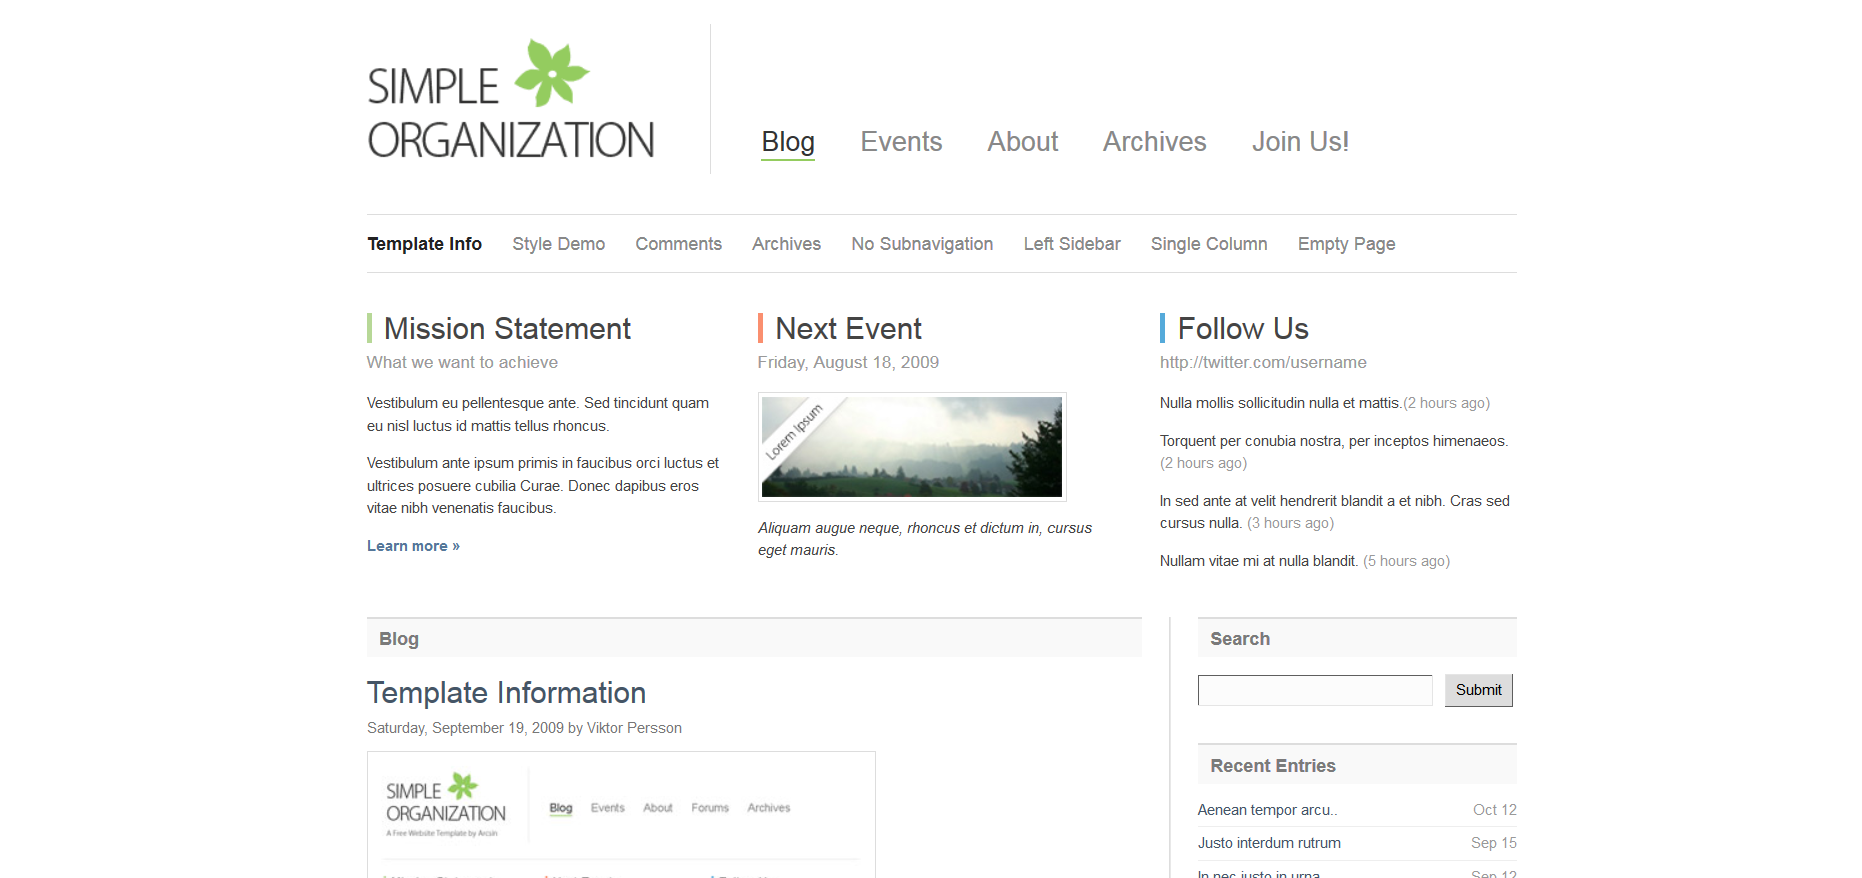 SIMPLE
ORGANIZATION
Blog Events About Archives Join Us!
Template Info Style Demo Comments Archives No Subnavigation Left Sidebar Single Column Empty Page
Mission Statement
What we want to achieve
Vestibulum eu pellentesque ante. Sed tincidunt quam
eu nisl luctus id mattis tellus rhoncus.
Vestibulum ante ipsum primis in faucibus orci luctus et
ultrices posuere cubilia Curae. Donec dapibus eros
vitae nibh venenatis faucibus.
Learn more »
Next Event
Friday, August 18, 2009
Lorem Ipsum
Aliquam augue neque, rhoncus et dictum in, cursus
eget mauris.
Follow Us
http://twitter.com/username
Nulla mollis sollicitudin nulla et mattis.(2 hours ago)
Torquent per conubia nostra, per inceptos himenaeos.
(2 hours ago)
In sed ante at velit hendrerit blandit a et nibh. Cras sed
cursus nulla. (3 hours ago)
Nullam vitae mi at nulla blandit. (5 hours ago)
Blog
Template Information
Saturday, September 19, 2009 by Viktor Persson
SIMPLE
ORGANIZATION
A Free Website Template by Arcsin
Blog Events About Forums Archives
Search
Submit
Recent Entries
Aenean tempor arcu.. Oct 12
Justo interdum rutrum Sep 15
In nec justo in urna Sep 12